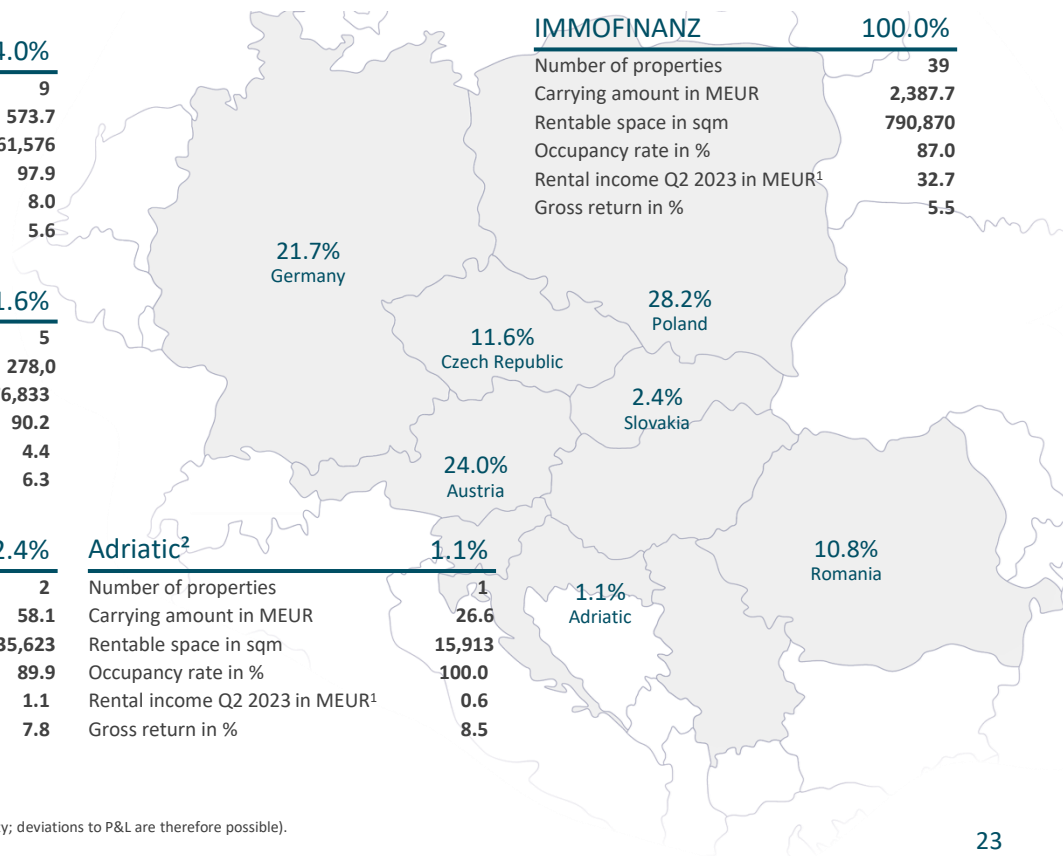 4.0%
9
573.7
61,576
97.9
8.0
5.6
1.6%
5
278,0
6,833
90.2
4.4
6.3
2.4%
2
58.1
35,623
89.9
1.1
7.8
Adriatic² 1.1%
Number of properties 1
Carrying amount in MEUR 26.6
Rentable space in sqm 15,913
Occupancy rate in % 100.0
Rental income Q2 2023 in MEUR¹ 0.6
Gross return in % 8.5
IMMOFINANZ 100.0%
Number of properties 39
Carrying amount in MEUR 2,387.7
Rentable space in sqm 790,870
Occupancy rate in % 87.0
Rental income Q2 2023 in MEUR¹ 32.7
Gross return in % 5.5
21.7%
Germany
28.2%
Poland
11.6%
Czech Republic
2.4%
Slovakia
24.0%
Austria
10.8%
Romania
1.1%
Adriatic
y; deviations to P&L are therefore possible).
23